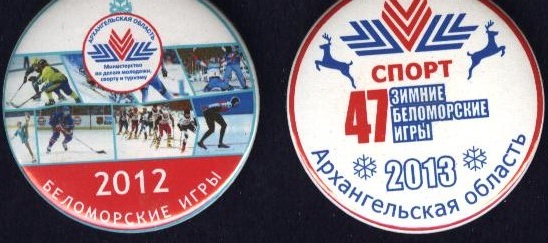 АРХАНГЕЛЬСКАЯ ОБЛАСТЬ
Министерство
по делам молодежи,
спорту и туризму
2012
БЕЛОМОРСКИЕ ИГРЫ
СПОРТ
47 ЗИМНИЕ
БЕЛОМОРСКИЕ
ИГРЫ
2013
Архангельская область